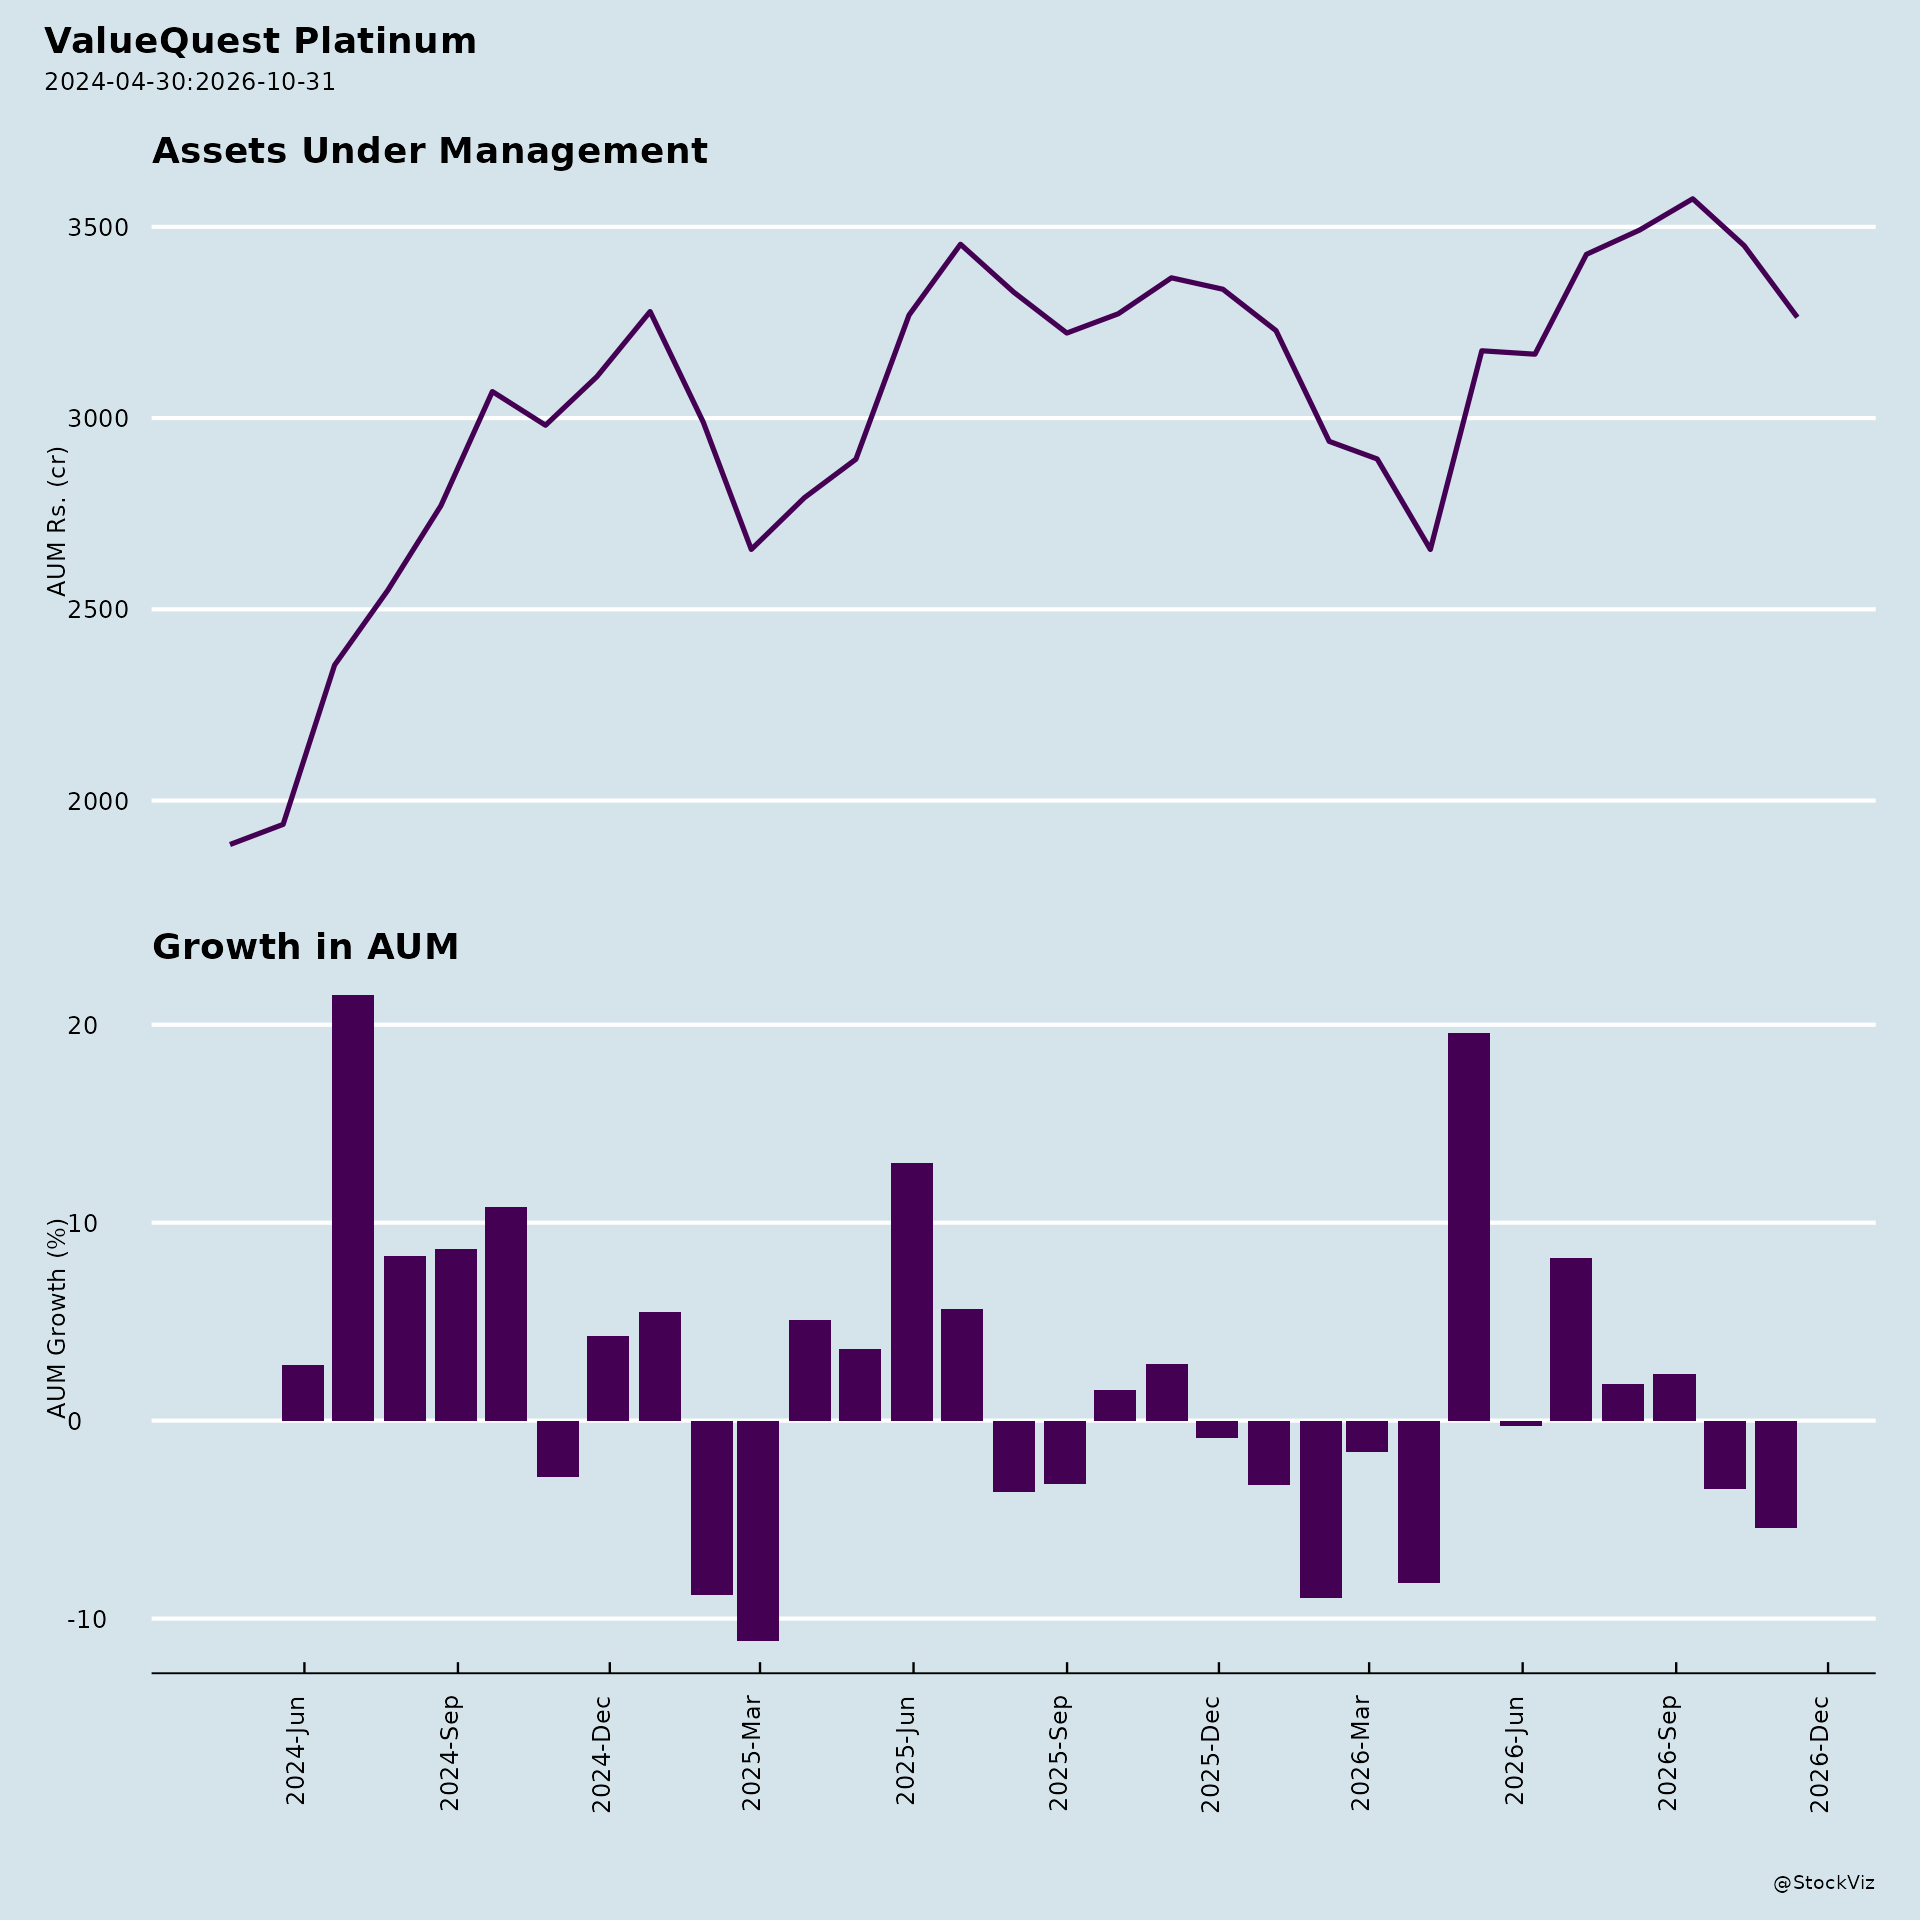 ValueQuest Platinum
2024-04-30:2026-10-31
Assets Under Management
AUM Rs. (cr)
3500
3000
2500
2000
Growth in AUM
AUM Growth (%)
20
10
0
-10
2024-Jun
2024-Sep
2024-Dec
2025-Mar
2025-Jun
2025-Sep
2025-Dec
2026-Mar
2026-Jun
2026-Sep
2026-Dec
@StockViz